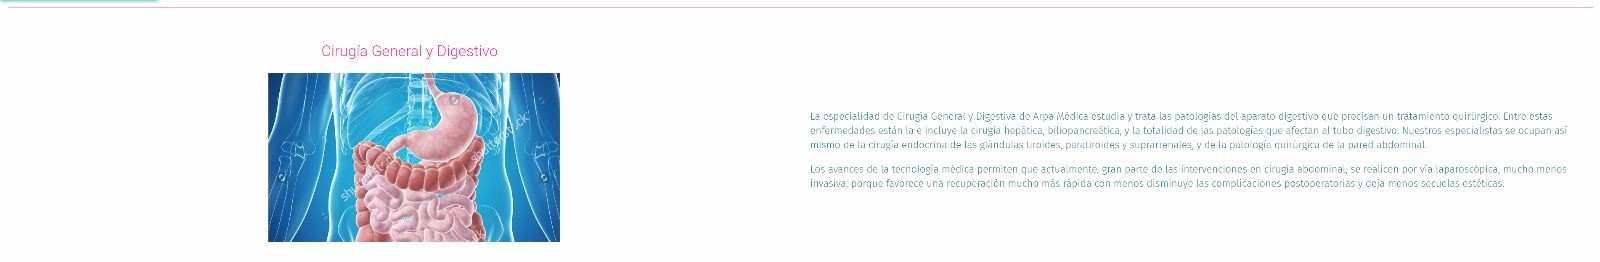 Cirugía General y Digestivo
shutterstock
La especialidad de Cirugía General y Digestiva de Arpa Médica estudia y trata las patologías del aparato digestivo que precisan un tratamiento quirúrgico. Entre estas
enfermedades están la e incluye la cirugía hepática, biliopancreática, y la totalidad de las patologías que afectan al tubo digestivo. Nuestros especialistas se ocupan así
mismo de la cirugía endocrina de las glándulas tiroides, paratiroides y suprarrenales, y de la patología quirúrgica de la pared abdominal.
Los avances de la tecnología médica permiten que actualmente, gran parte de las intervenciones en cirugía abdominal, se realicen por vía laparoscópica, mucho menos
invasiva, porque favorece una recuperación mucho más rápida con menos disminuye las complicaciones postoperatorias y deja menos secuelas estéticas.